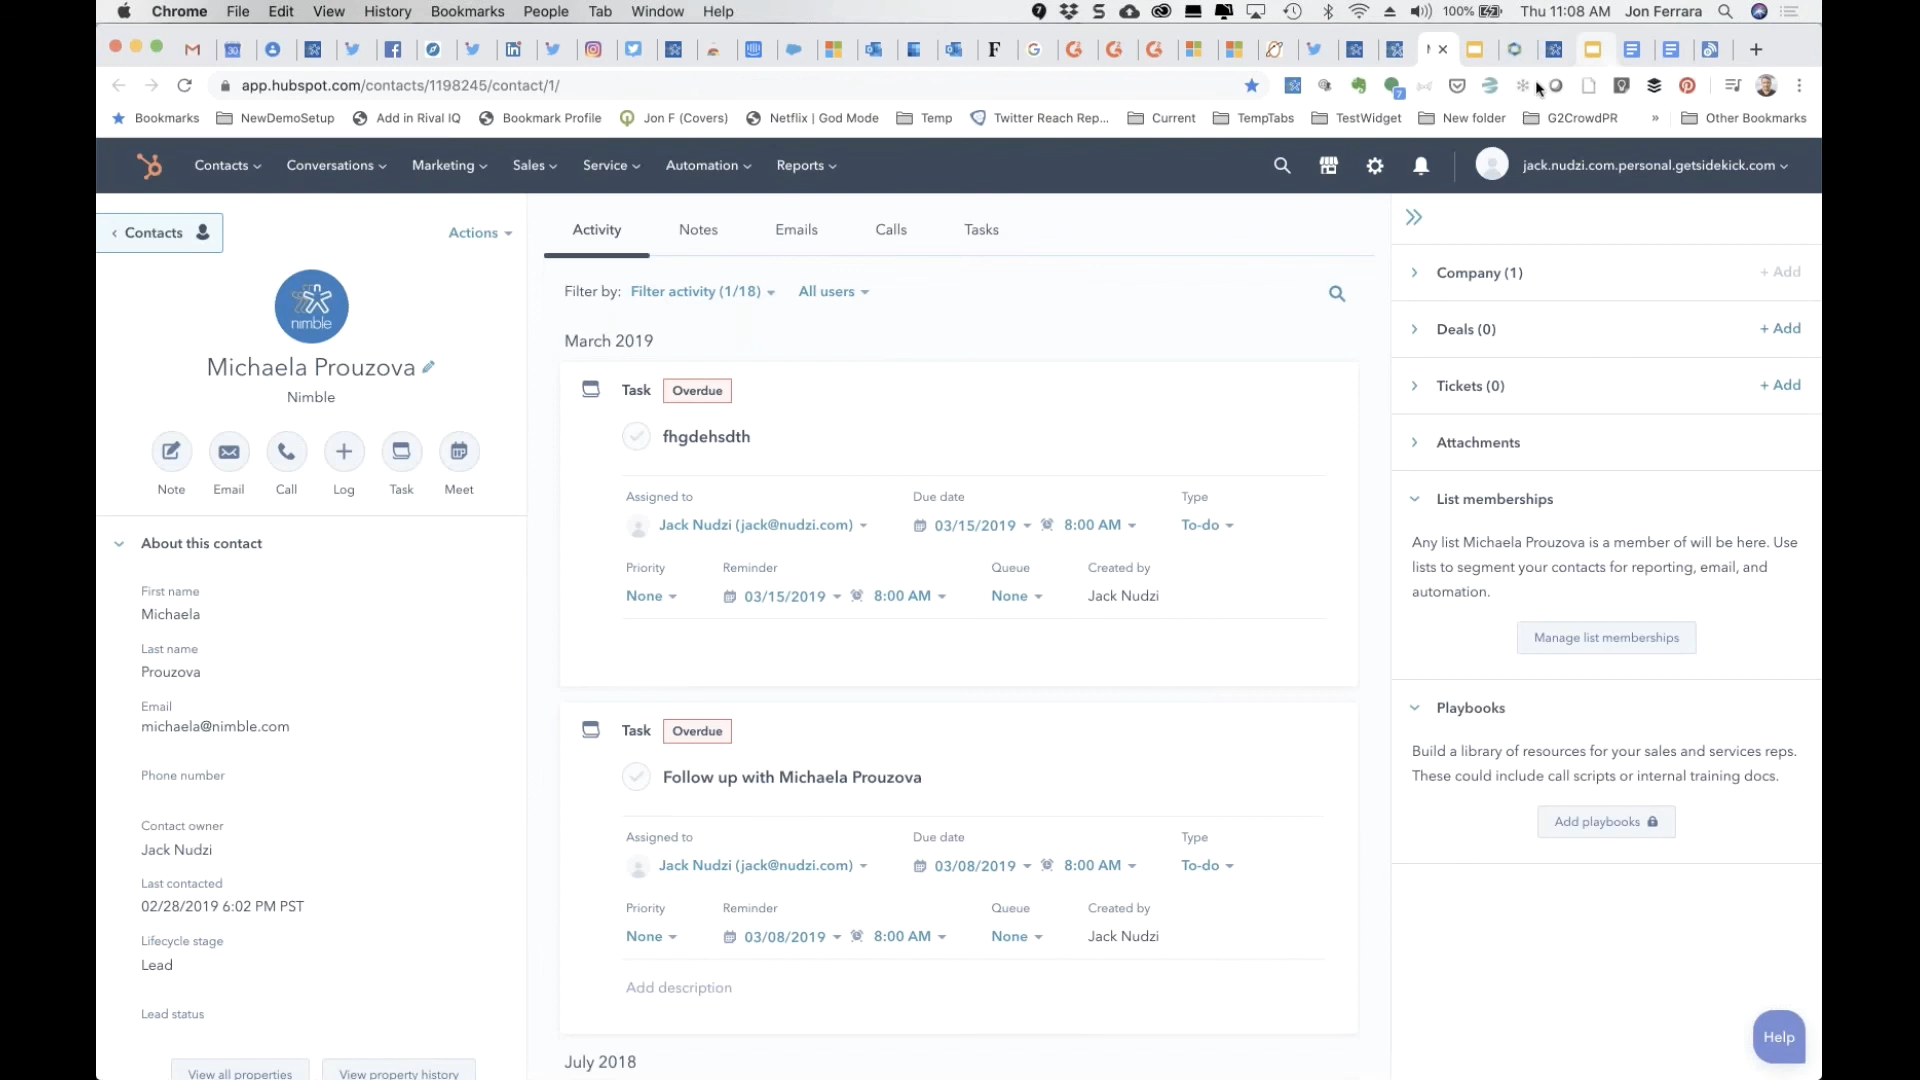 Chrome File Edit View History Bookmarks People Tab Window Help
100% Thu 11:08 AM Jon Ferrara
app.hubspot.com/contacts/1198245/contact/1/
Bookmarks NewDemoSetup Add in Rival IQ Bookmark Profile Jon F (Covers) Netflix | God Mode Temp Twitter Reach Rep... Current TempTabs TestWidget New folder G2CrowdPR » Other Bookmarks
Contacts Conversations Marketing Sales Service Automation Reports
jack.nudzi.com.personal.getsidekick.com
Contacts
Actions
nimble
Michaela Prouzova
Nimble
Note Email Call Log Task Meet
About this contact
First name
Michaela
Last name
Prouzova
Email
michaela@nimble.com
Phone number
Contact owner
Jack Nudzi
Last contacted
02/28/2019 6:02 PM PST
Lifecycle stage
Lead
Lead status
View all properties View property history
Activity Notes Emails Calls Tasks
Filter by: Filter activity (1/18) All users
March 2019
Task Overdue
fhgdehsdth
Assigned to Due date Type
Jack Nudzi (jack@nudzi.com) 03/15/2019 8:00 AM To-do
Priority Reminder Queue Created by
None 03/15/2019 8:00 AM None Jack Nudzi
Task Overdue
Follow up with Michaela Prouzova
Assigned to Due date Type
Jack Nudzi (jack@nudzi.com) 03/08/2019 8:00 AM To-do
Priority Reminder Queue Created by
None 03/08/2019 8:00 AM None Jack Nudzi
Add description
July 2018
Company (1) + Add
Deals (0) + Add
Tickets (0) + Add
Attachments
List memberships
Any list Michaela Prouzova is a member of will be here. Use
lists to segment your contacts for reporting, email, and
automation.
Manage list memberships
Playbooks
Build a library of resources for your sales and services reps.
These could include call scripts or internal training docs.
Add playbooks
Help